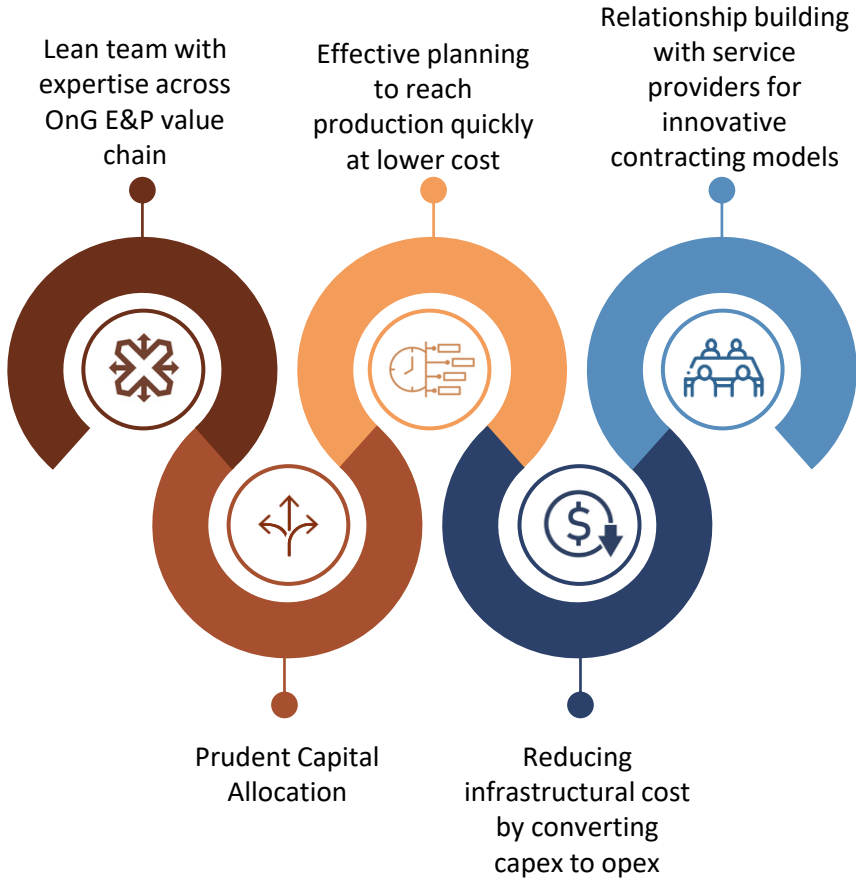 Lean team with
expertise across
OnG E&P value
chain
Effective planning
to reach
production quickly
at lower cost
Relationship building
with service
providers for
innovative
contracting models
$
Prudent Capital
Allocation
Reducing
infrastructural cost
by converting
capex to opex